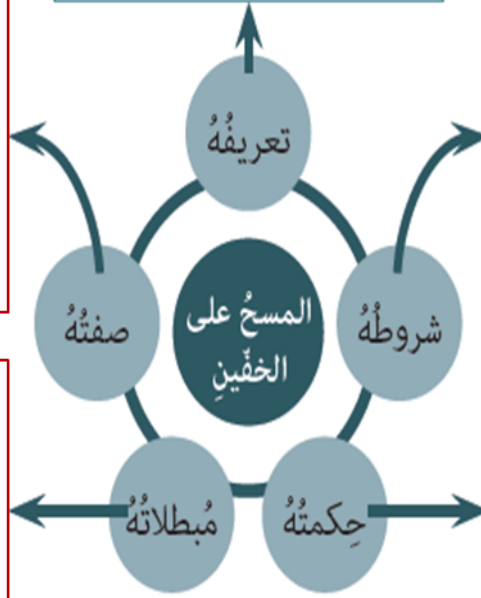 تعريفُهُ
شروطُهُ
المسحُ على
الخفّينِ
صفتُهُ
حِكمتُهُ
مُبطلاتُهُ